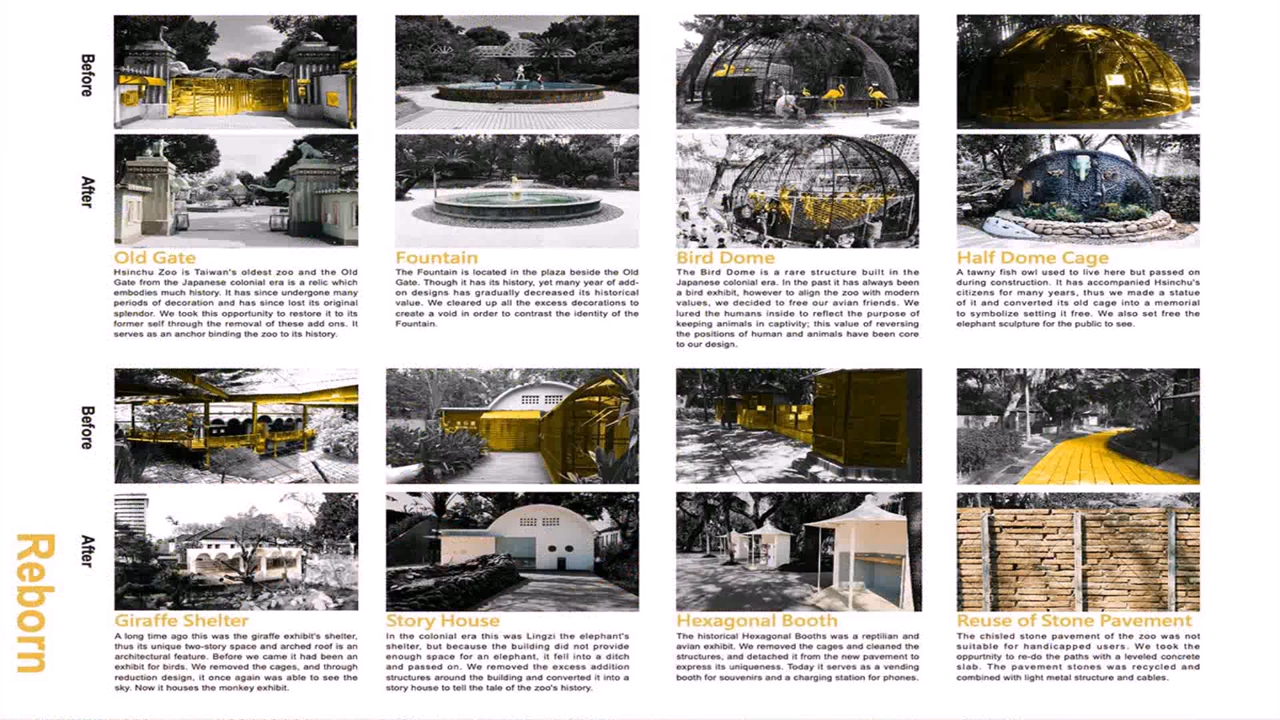 Before
After
Old Gate
Hsinchu Zoo is Taiwan's oldest zoo and the Old
Gate from the Japanese colonial era is a relic which
embodies much history. It has since undergone many
periods of decoration and has since lost its original
splendor. We took this opportunity to restore it to its
former self through the removal of these add ons. It
serves as an anchor binding the zoo to its history.
Fountain
The Fountain is located in the plaza beside the Old
Gate. Though it has its history, yet many year of add-
on designs has gradually decreased its historical
value. We cleared up all the excess decorations to
create a void in order to contrast the identity of the
Fountain.
Bird Dome
The Bird Dome is a rare structure built in the
Japanese colonial era. In the past it has always been
a bird exhibit, however to align the zoo with modern
values, we decided to free our avian friends. We
lured the humans inside to reflect the purpose of
keeping animals in captivity; this value of reversing
the positions of human and animals have been core
to our design.
Half Dome Cage
A tawny fish owl used to live here but passed on
during construction. It has accompanied Hsinchu's
citizens for many years, thus we made a statue
of it and converted its old cage into a memorial
to symbolize setting it free. We also set free the
elephant sculpture for the public to see.
Before
After
Reborn
Giraffe Shelter
A long time ago this was the giraffe exhibit's shelter,
thus its unique two-story space and arched roof is an
architectural feature. Before we came it had been an
exhibit for birds. We removed the cages, and through
reduction design, it once again was able to see the
sky. Now it houses the monkey exhibit.
Story House
In the colonial era this was Lingzi the elephant's
shelter, but because the building did not provide
enough space for an elephant, it fell into a ditch
and passed on. We removed the excess addition
structures around the building and converted it into a
story house to tell the tale of the zoo's history.
Hexagonal Booth
The historical Hexagonal Booths was a reptilian and
avian exhibit. We removed the cages and cleaned the
structures, and detached it from the new pavement to
express its uniqueness. Today it serves as a vending
booth for souvenirs and a charging station for phones.
Reuse of Stone Pavement
The chisled stone pavement of the zoo was not
suitable for handicapped users. We took the
oppurtnity to re-do the paths with a leveled concrete
slab. The pavement stones was recycled and
combined with light metal structure and cables.